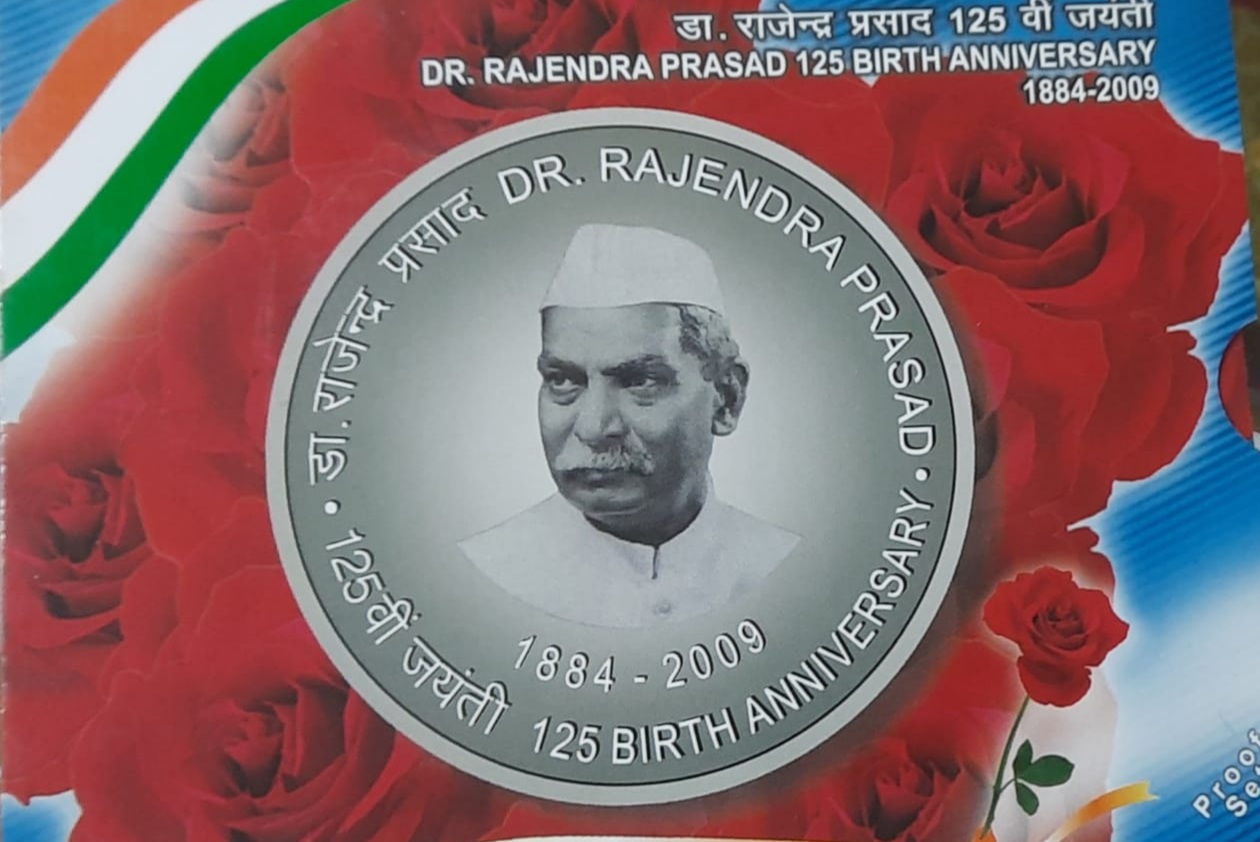 डा. राजेन्द्र प्रसाद 125 वी जयंती
DR. RAJENDRA PRASAD 125 BIRTH ANNIVERSARY
1884-2009
डा. राजेन्द्र प्रसाद DR. RAJENDRA PRASAD
125वीं जयंती 125 BIRTH ANNIVERSARY
1884 - 2009
Proof